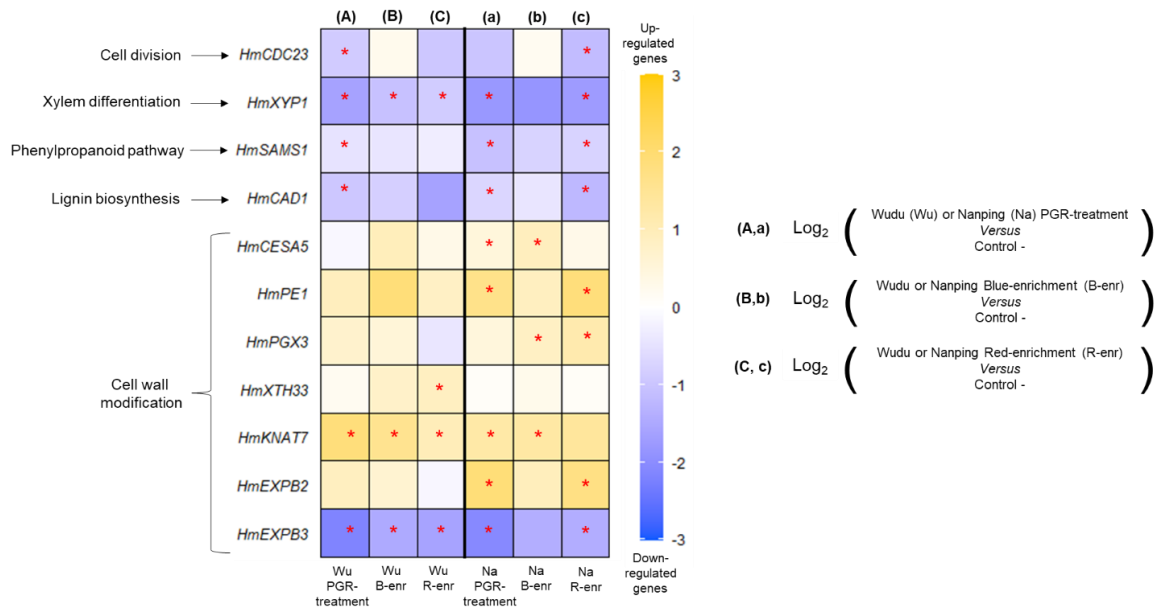 (A) (B) (C) (a) (b) (c)
Up-
regulated
genes
Cell division HmCDC23 * *
Xylem differentiation HmXYP1 * * * * *
Phenylpropanoid pathway HmSAMS1 * * *
Lignin biosynthesis HmCAD1 * * *
HmCESA5 * *
HmPE1 * *
HmPGX3 * *
HmXTH33 *
HmKNAT7 * * * * *
HmEXPB2 * *
HmEXPB3 * * * * *
Cell wall
modification
3
2
1
0
-1
-2
-3
Down-
regulated
genes
Wu
PGR-
treatment
Wu
B-enr
Wu
R-enr
Na
PGR-
treatment
Na
B-enr
Na
R-enr
(A,a) Log2 ( Wudu (Wu) or Nanping (Na) PGR-treatment
Versus
Control - )
(B,b) Log2 ( Wudu or Nanping Blue-enrichment (B-enr)
Versus
Control - )
(C, c) Log2 ( Wudu or Nanping Red-enrichment (R-enr)
Versus
Control - )